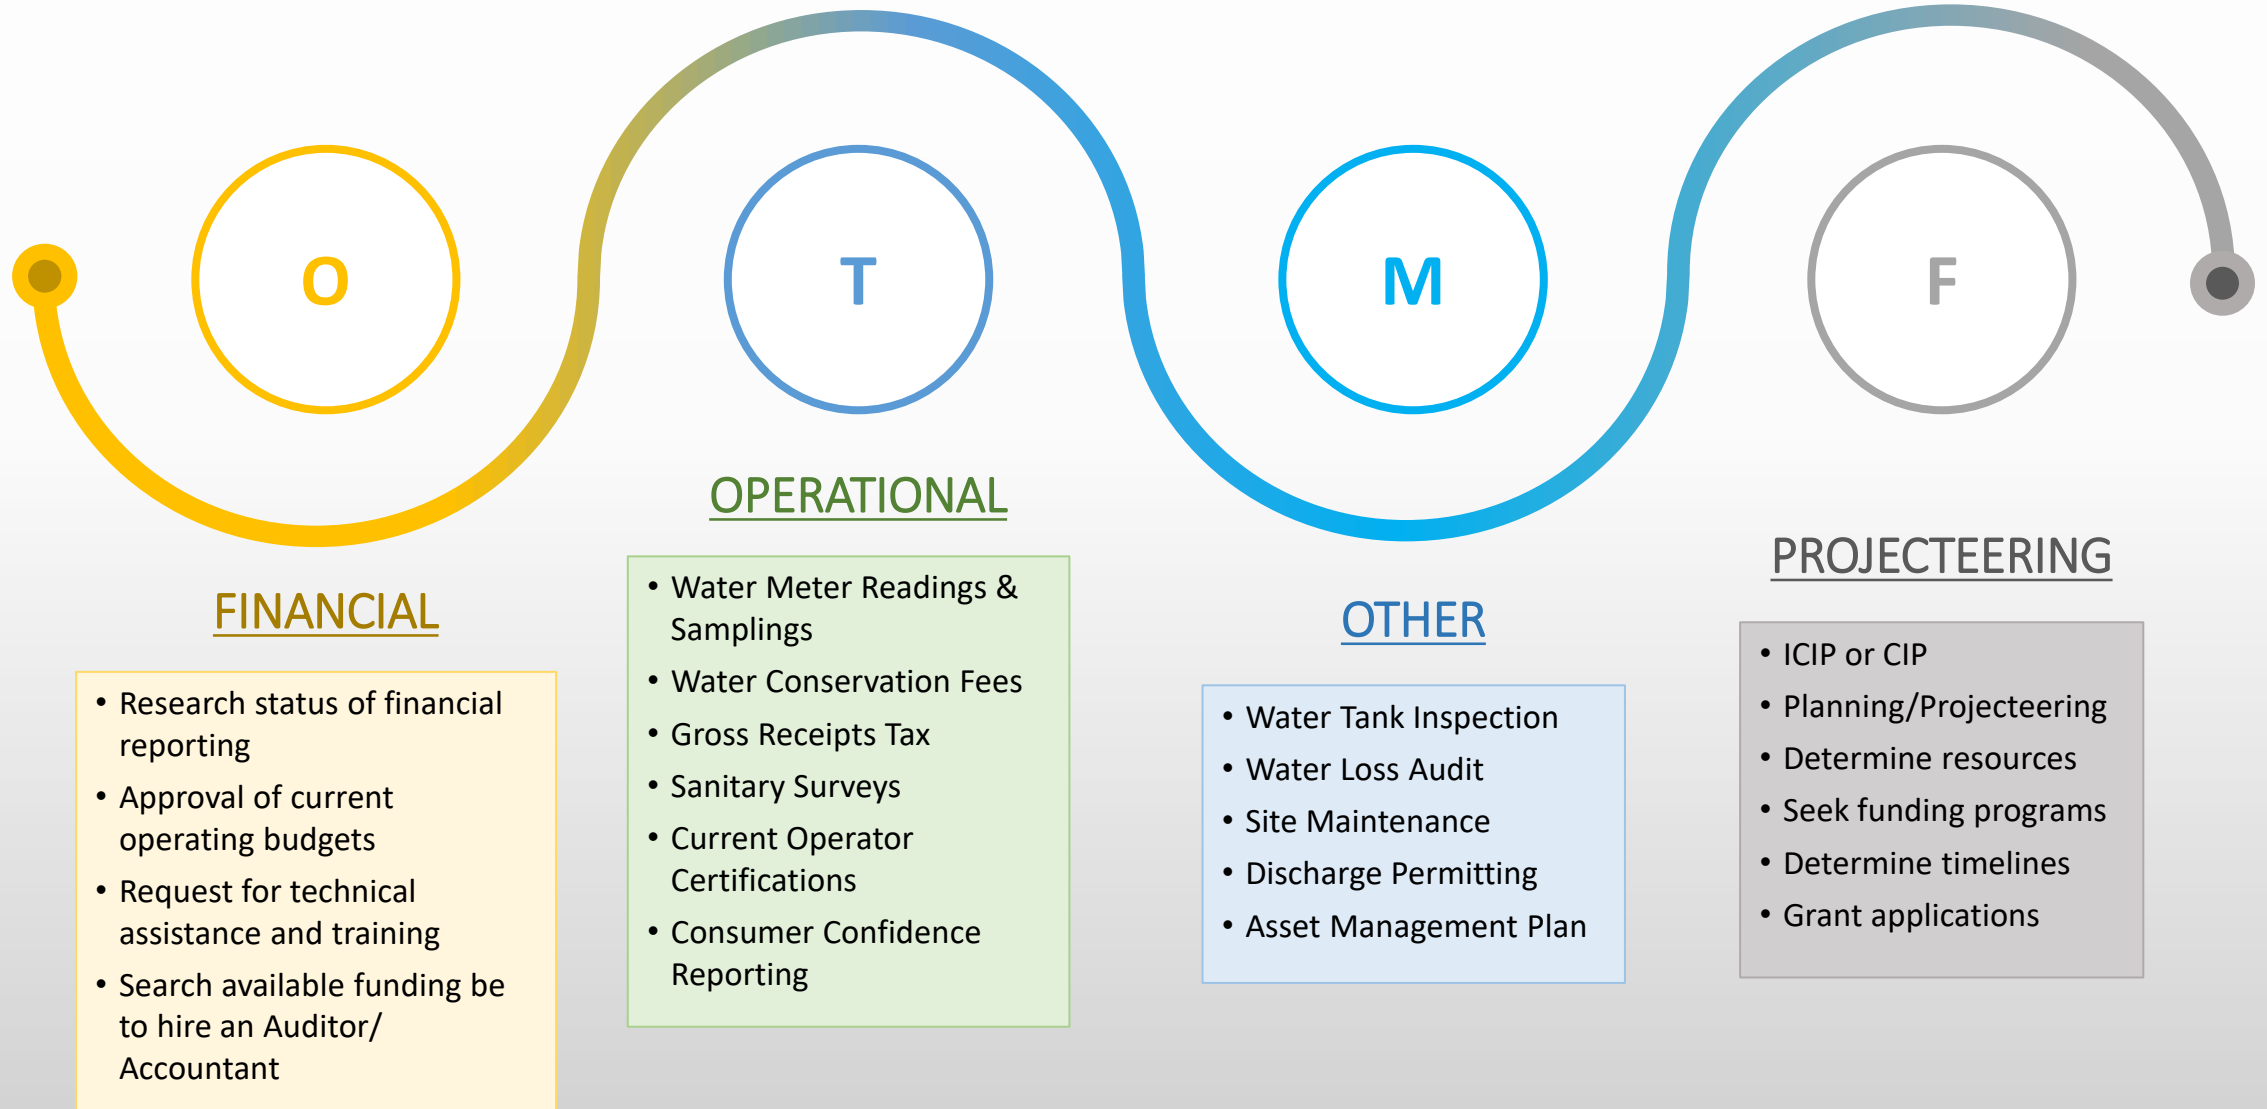 O
T
M
F
FINANCIAL
• Research status of financial
reporting
• Approval of current
operating budgets
• Request for technical
assistance and training
• Search available funding be
to hire an Auditor/
Accountant
OPERATIONAL
• Water Meter Readings &
Samplings
• Water Conservation Fees
• Gross Receipts Tax
• Sanitary Surveys
• Current Operator
Certifications
• Consumer Confidence
Reporting
OTHER
• Water Tank Inspection
• Water Loss Audit
• Site Maintenance
• Discharge Permitting
• Asset Management Plan
PROJECTEERING
• ICIP or CIP
• Planning/Projecteering
• Determine resources
• Seek funding programs
• Determine timelines
• Grant applications